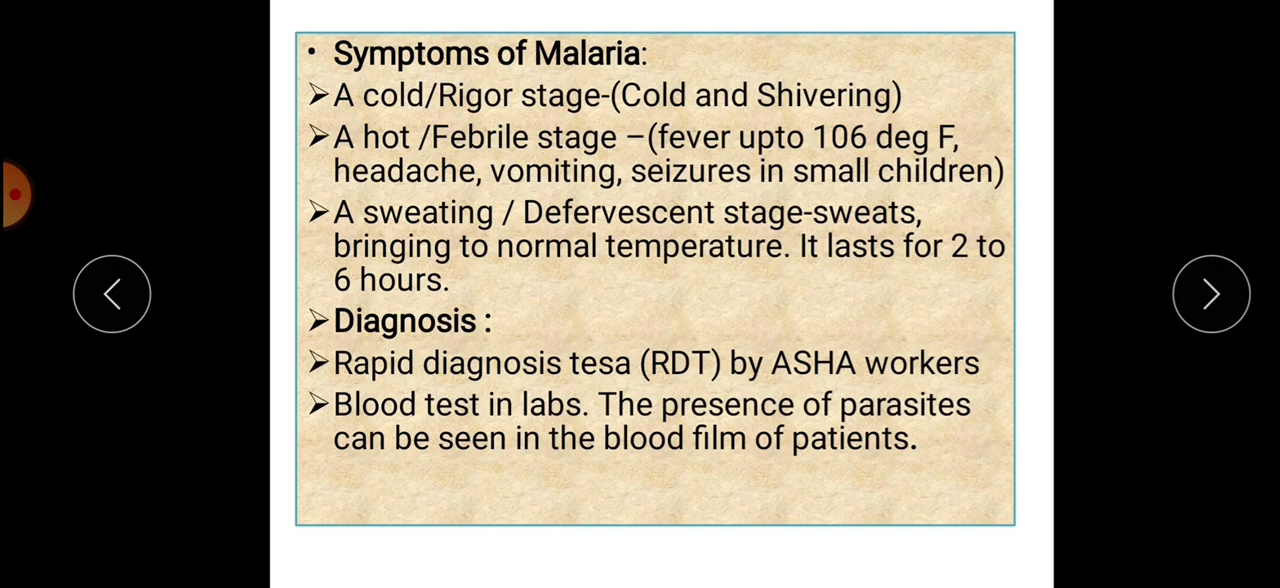 • Symptoms of Malaria:
➢A cold/Rigor stage-(Cold and Shivering)
➢A hot /Febrile stage –(fever upto 106 deg F,
headache, vomiting, seizures in small children)
➢A sweating / Defervescent stage-sweats,
bringing to normal temperature. It lasts for 2 to
6 hours.
➢Diagnosis :
➢Rapid diagnosis tesa (RDT) by ASHA workers
➢Blood test in labs. The presence of parasites
can be seen in the blood film of patients.